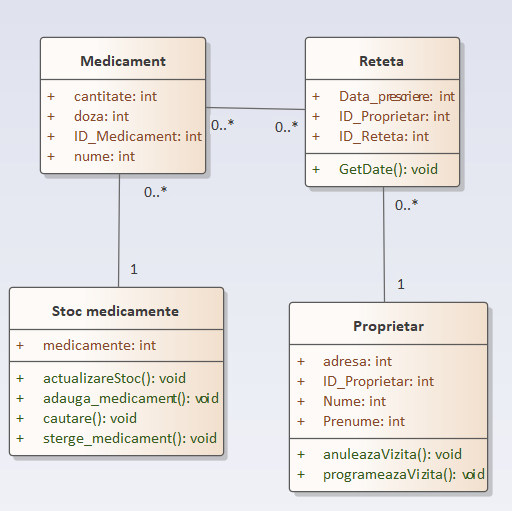 Medicament
+ cantitate: int
+ doza: int
+ ID_Medicament: int
+ nume: int
0..*
0..*
Reteta
+ Data_prescriere: int
+ ID_Proprietar: int
+ ID_Reteta: int
+ GetDate(): void
0..*
1
0..*
1
Stoc medicamente
+ medicamente: int
+ actualizareStoc(): void
+ adauga_medicament(): void
+ cautare(): void
+ sterge_medicament(): void
Proprietar
+ adresa: int
+ ID_Proprietar: int
+ Nume: int
+ Prenume: int
+ anuleazaVizita(): void
+ programeazaVizita(): void